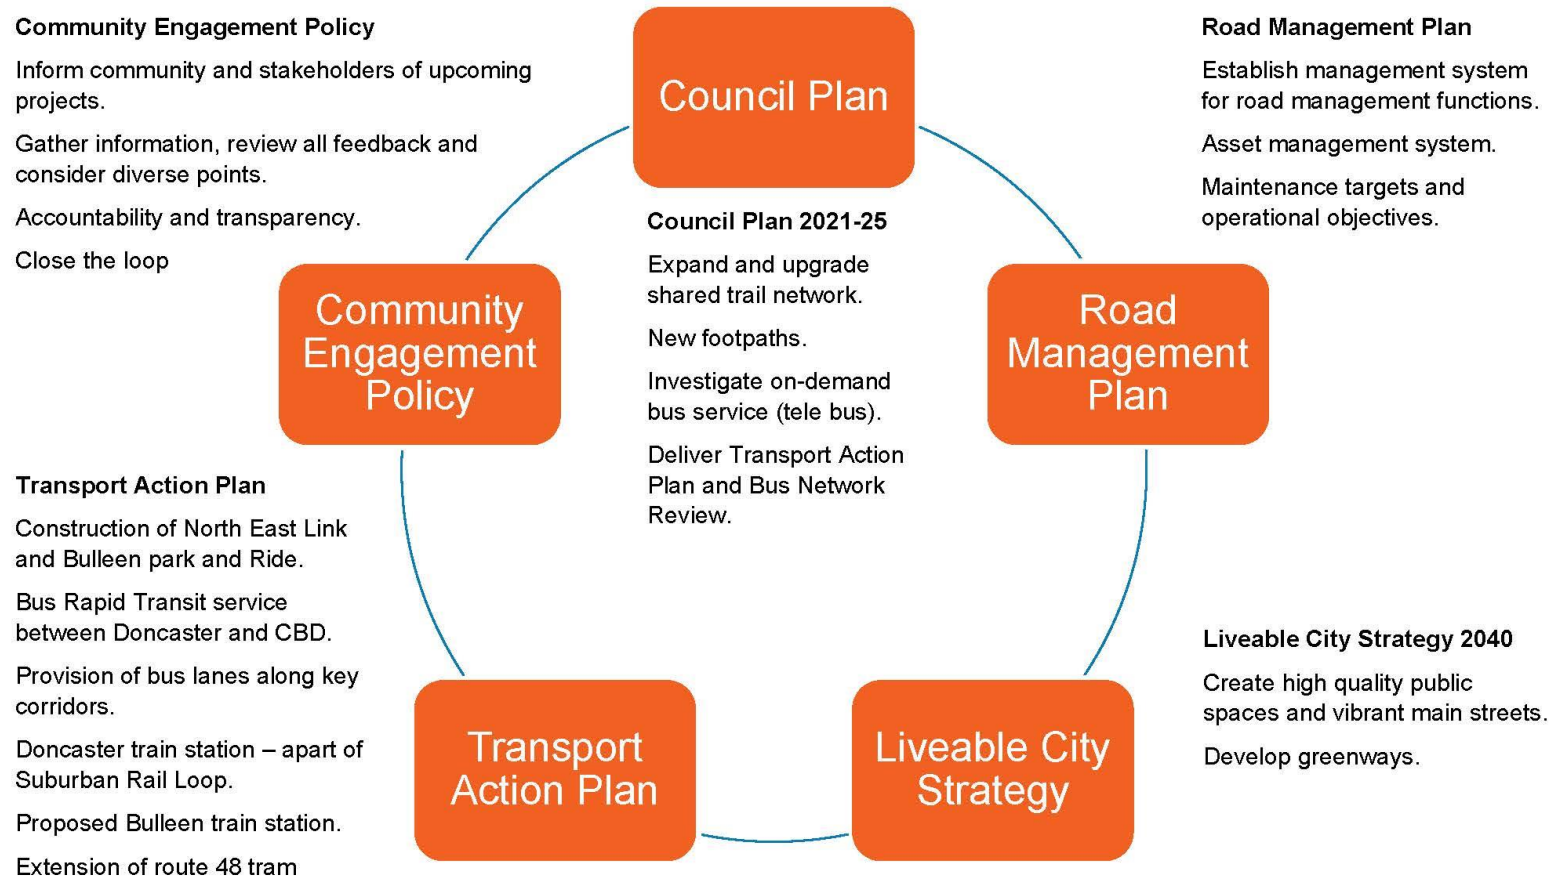 Community Engagement Policy
Inform community and stakeholders of upcoming
projects.
Gather information, review all feedback and
consider diverse points.
Accountability and transparency.
Close the loop
Council Plan
Road Management Plan
Establish management system
for road management functions.
Asset management system.
Maintenance targets and
operational objectives.
Community
Engagement
Policy
Council Plan 2021-25
Expand and upgrade
shared trail network.
New footpaths.
Investigate on-demand
bus service (tele bus).
Deliver Transport Action
Plan and Bus Network
Review.
Road
Management
Plan
Transport Action Plan
Construction of North East Link
and Bulleen park and Ride.
Bus Rapid Transit service
between Doncaster and CBD.
Provision of bus lanes along key
corridors.
Doncaster train station – apart of
Suburban Rail Loop.
Proposed Bulleen train station.
Extension of route 48 tram
Transport
Action Plan
Liveable City
Strategy
Liveable City Strategy 2040
Create high quality public
spaces and vibrant main streets.
Develop greenways.